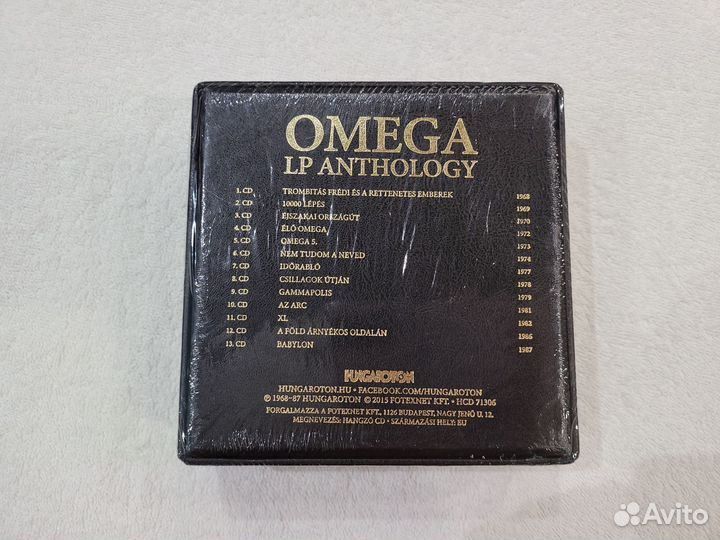 OMEGA
LP ANTHOLOGY
1. CD TROMBITÁS FRÉDI ÉS A RETTENETES EMBEREK 1968
2. CD 10000 LÉPÉS 1969
3. CD ÉJSZAKAI ORSZÁGÚT 1970
4. CD ÉLŐ OMEGA 1972
5. CD OMEGA 5. 1973
6. CD NEM TUDOM A NEVED 1974
7. CD IDŐRABLÓ 1977
8. CD CSILLAGOK ÚTJÁN 1978
9. CD GAMMAPOLIS 1979
10. CD AZ ARC 1981
11. CD XL 1982
12. CD A FÖLD ÁRNYÉKOS OLDALÁN 1986
13. CD BABYLON 1987
HUNGAROTON
HUNGAROTON.HU • FACEBOOK.COM/HUNGAROTON
℗ 1968-87 HUNGAROTON © 2015 FOTEXNET KFT. • HCD 71306
FORGALMAZZA A FOTEXNET KFT., 1126 BUDAPEST, NAGY JENŐ U. 12.
MEGNEVEZÉS: HANGZÓ CD • SZÁRMAZÁSI HELY: EU
Avito